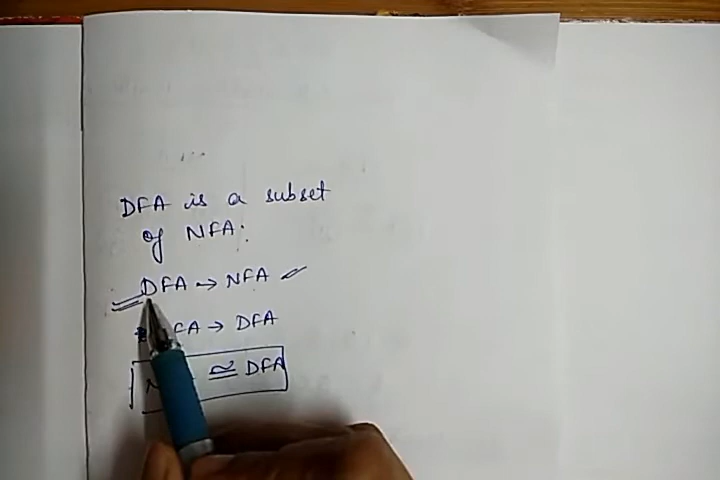 DFA is a subset
of NFA:
DFA → NFA
FA → DFA
≅ DFA